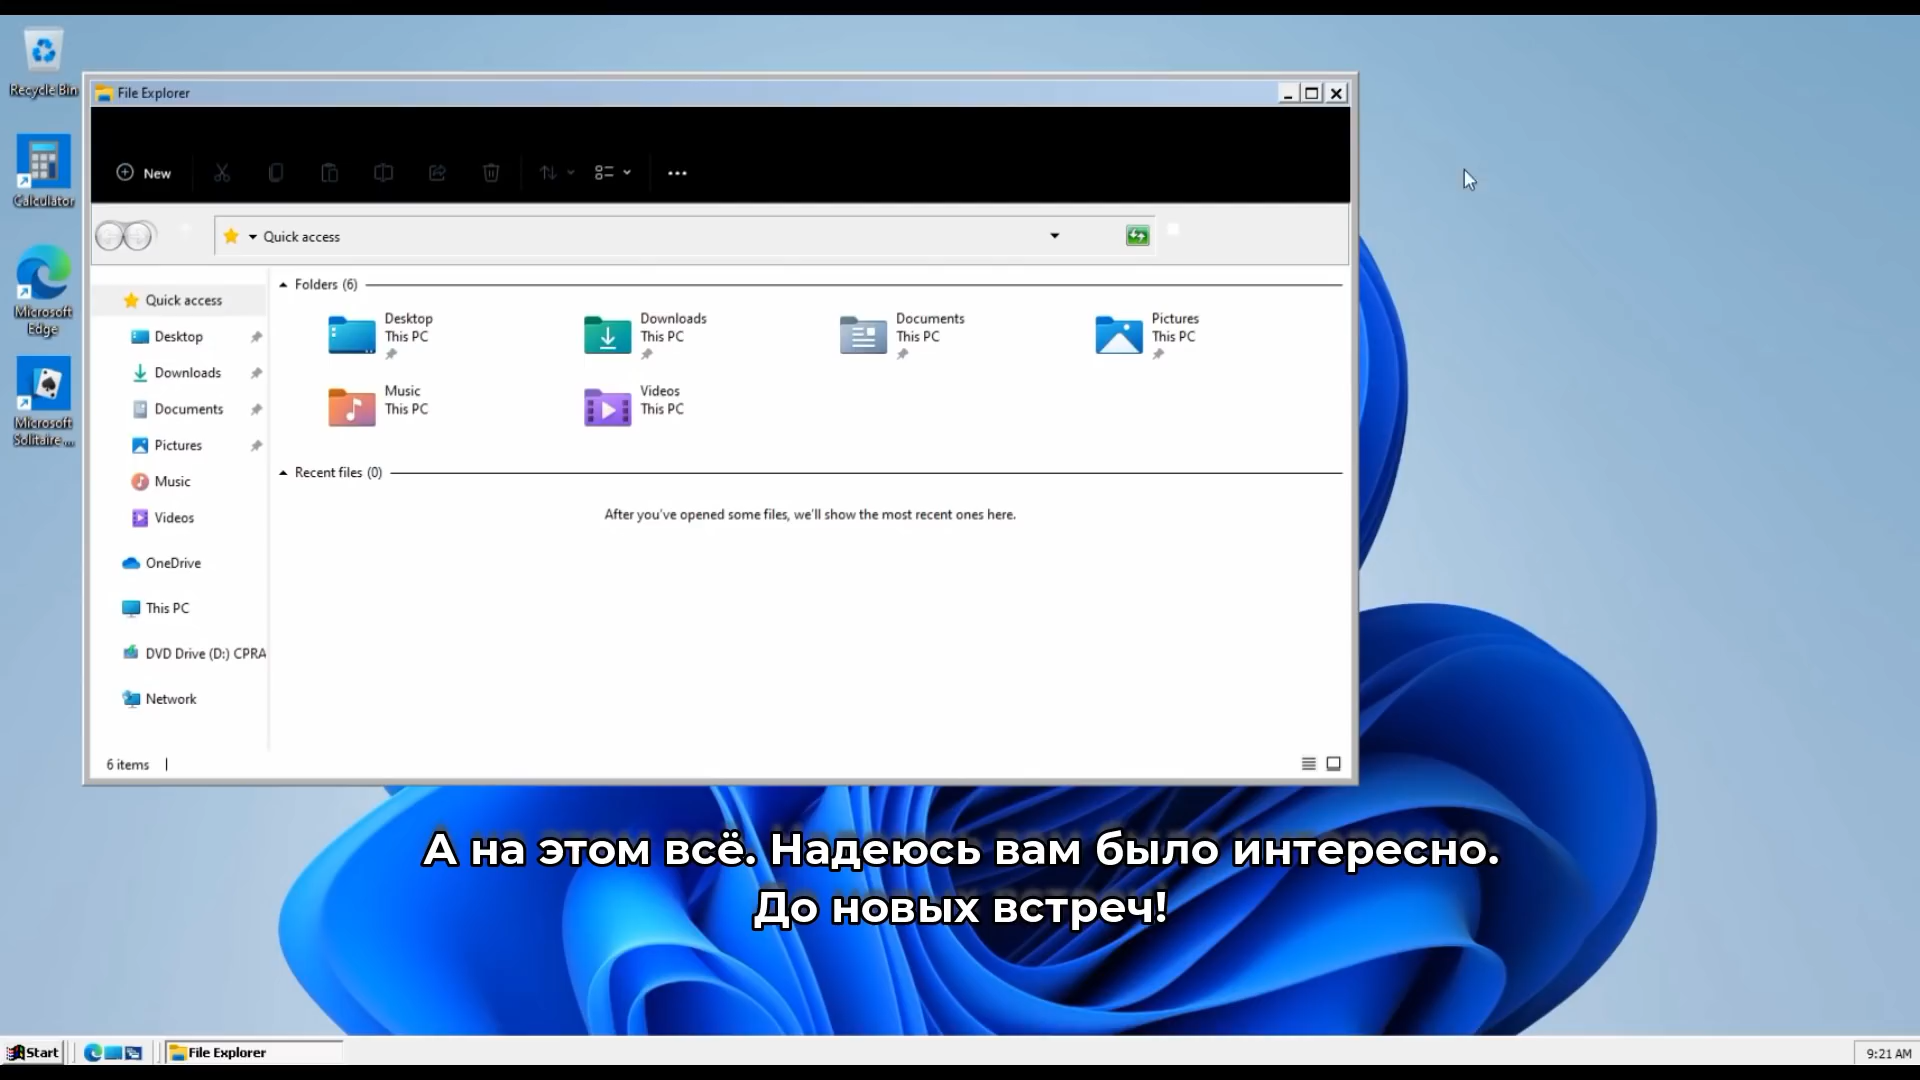 Recycle Bin
Calculator
Microsoft
Edge
Microsoft
Solitaire ...
File Explorer
New
Quick access
Quick access
Desktop
Downloads
Documents
Pictures
Music
Videos
OneDrive
This PC
DVD Drive (D:) CPRA
Network
Folders (6)
Desktop
This PC
Downloads
This PC
Documents
This PC
Pictures
This PC
Music
This PC
Videos
This PC
Recent files (0)
After you've opened some files, we'll show the most recent ones here.
6 items
А на этом всё. Надеюсь вам было интересно.
До новых встреч!
Start
File Explorer
9:21 AM